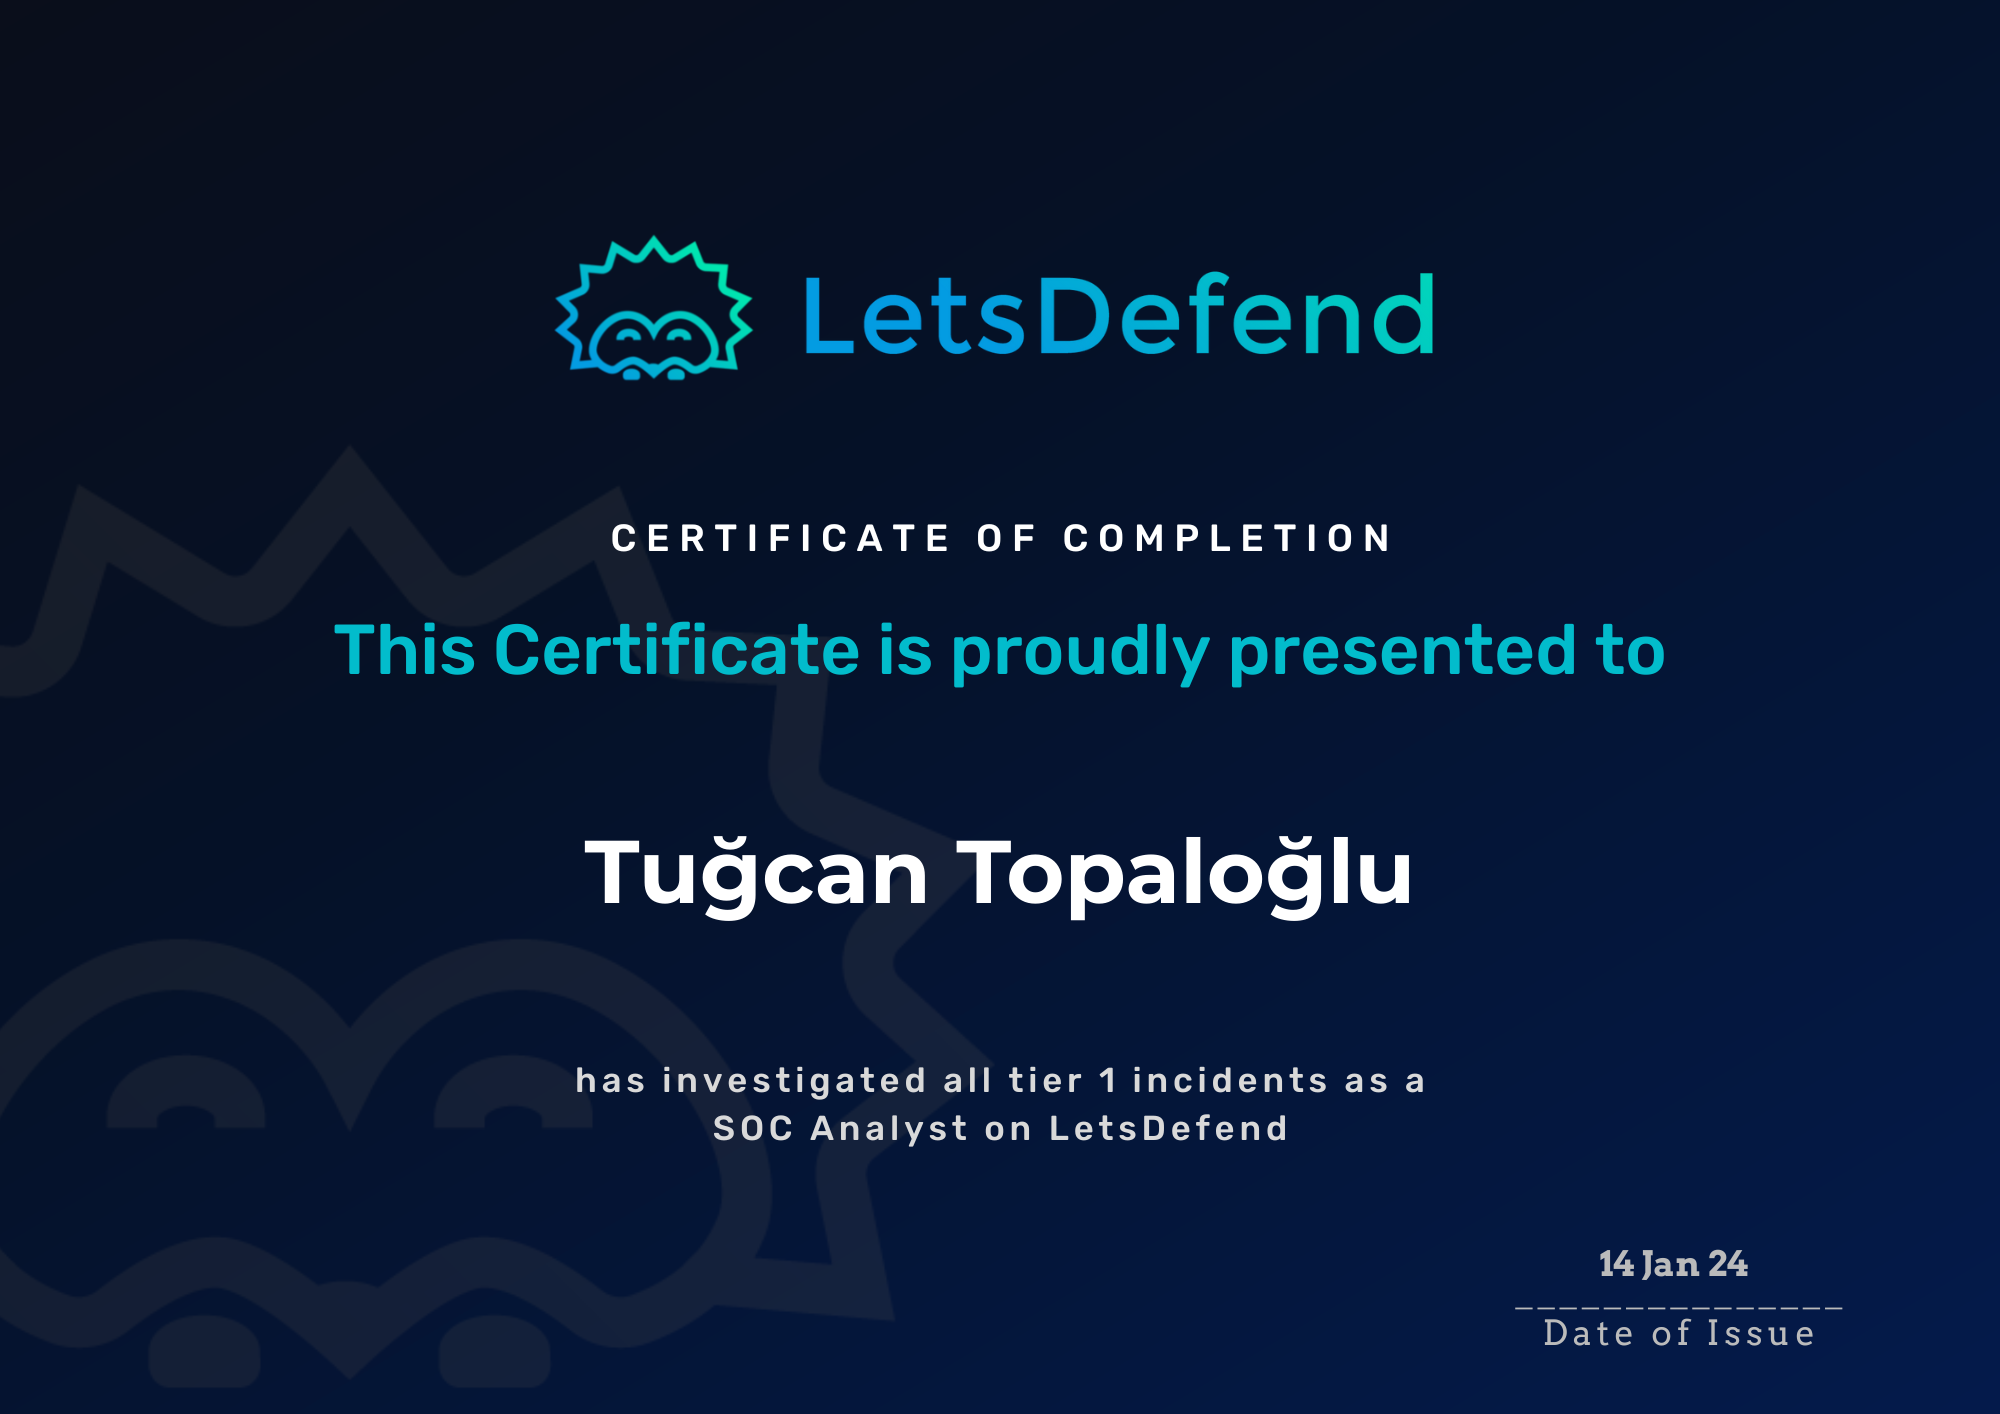 LetsDefend
CERTIFICATE OF COMPLETION
This Certificate is proudly presented to
Tuğcan Topaloğlu
has investigated all tier 1 incidents as a
SOC Analyst on LetsDefend
14 Jan 24
_______________
Date of Issue